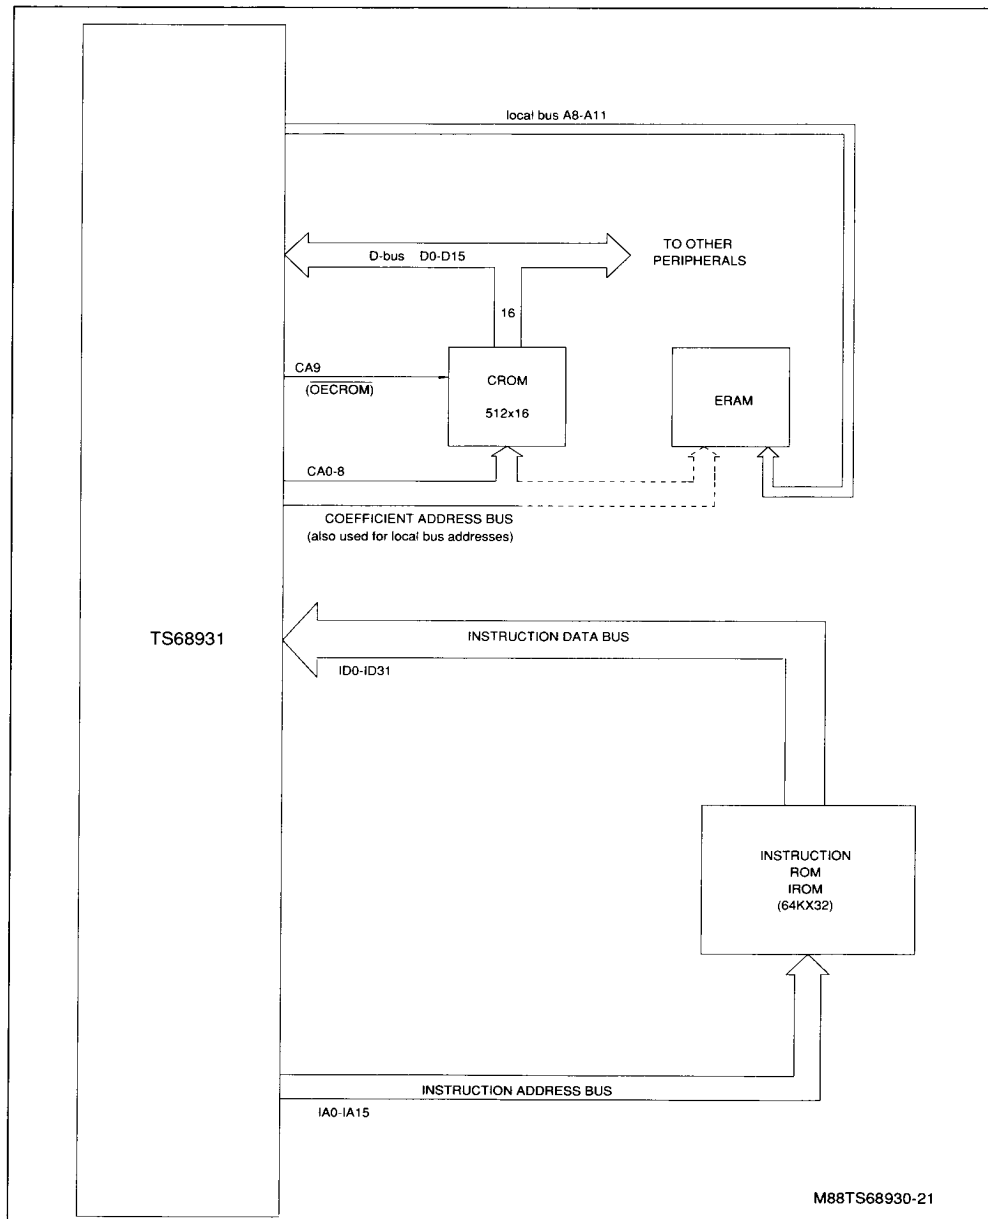 local bus A8-A11
D-bus D0-D15
TO OTHER
PERIPHERALS
16
CA9
(OECROM)
CROM
512x16
ERAM
CA0-8
COEFFICIENT ADDRESS BUS
(also used for local bus addresses)
TS68931
INSTRUCTION DATA BUS
ID0-ID31
INSTRUCTION
ROM
IROM
(64KX32)
INSTRUCTION ADDRESS BUS
IA0-IA15
M88TS68930-21